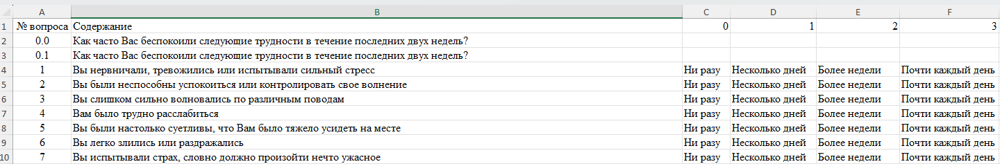 A B C D E F
1 № вопроса Содержание 0 1 2 3
2 0.0 Как часто Вас беспокоили следующие трудности в течение последних двух недель?
3 0.1 Как часто Вас беспокоили следующие трудности в течение последних двух недель?
4 1 Вы нервничали, тревожились или испытывали сильный стресс Ни разу Несколько дней Более недели Почти каждый день
5 2 Вы были неспособны успокоиться или контролировать свое волнение Ни разу Несколько дней Более недели Почти каждый день
6 3 Вы слишком сильно волновались по различным поводам Ни разу Несколько дней Более недели Почти каждый день
7 4 Вам было трудно расслабиться Ни разу Несколько дней Более недели Почти каждый день
8 5 Вы были настолько суетливы, что Вам было тяжело усидеть на месте Ни разу Несколько дней Более недели Почти каждый день
9 6 Вы легко злились или раздражались Ни разу Несколько дней Более недели Почти каждый день
10 7 Вы испытывали страх, словно должно произойти нечто ужасное Ни разу Несколько дней Более недели Почти каждый день